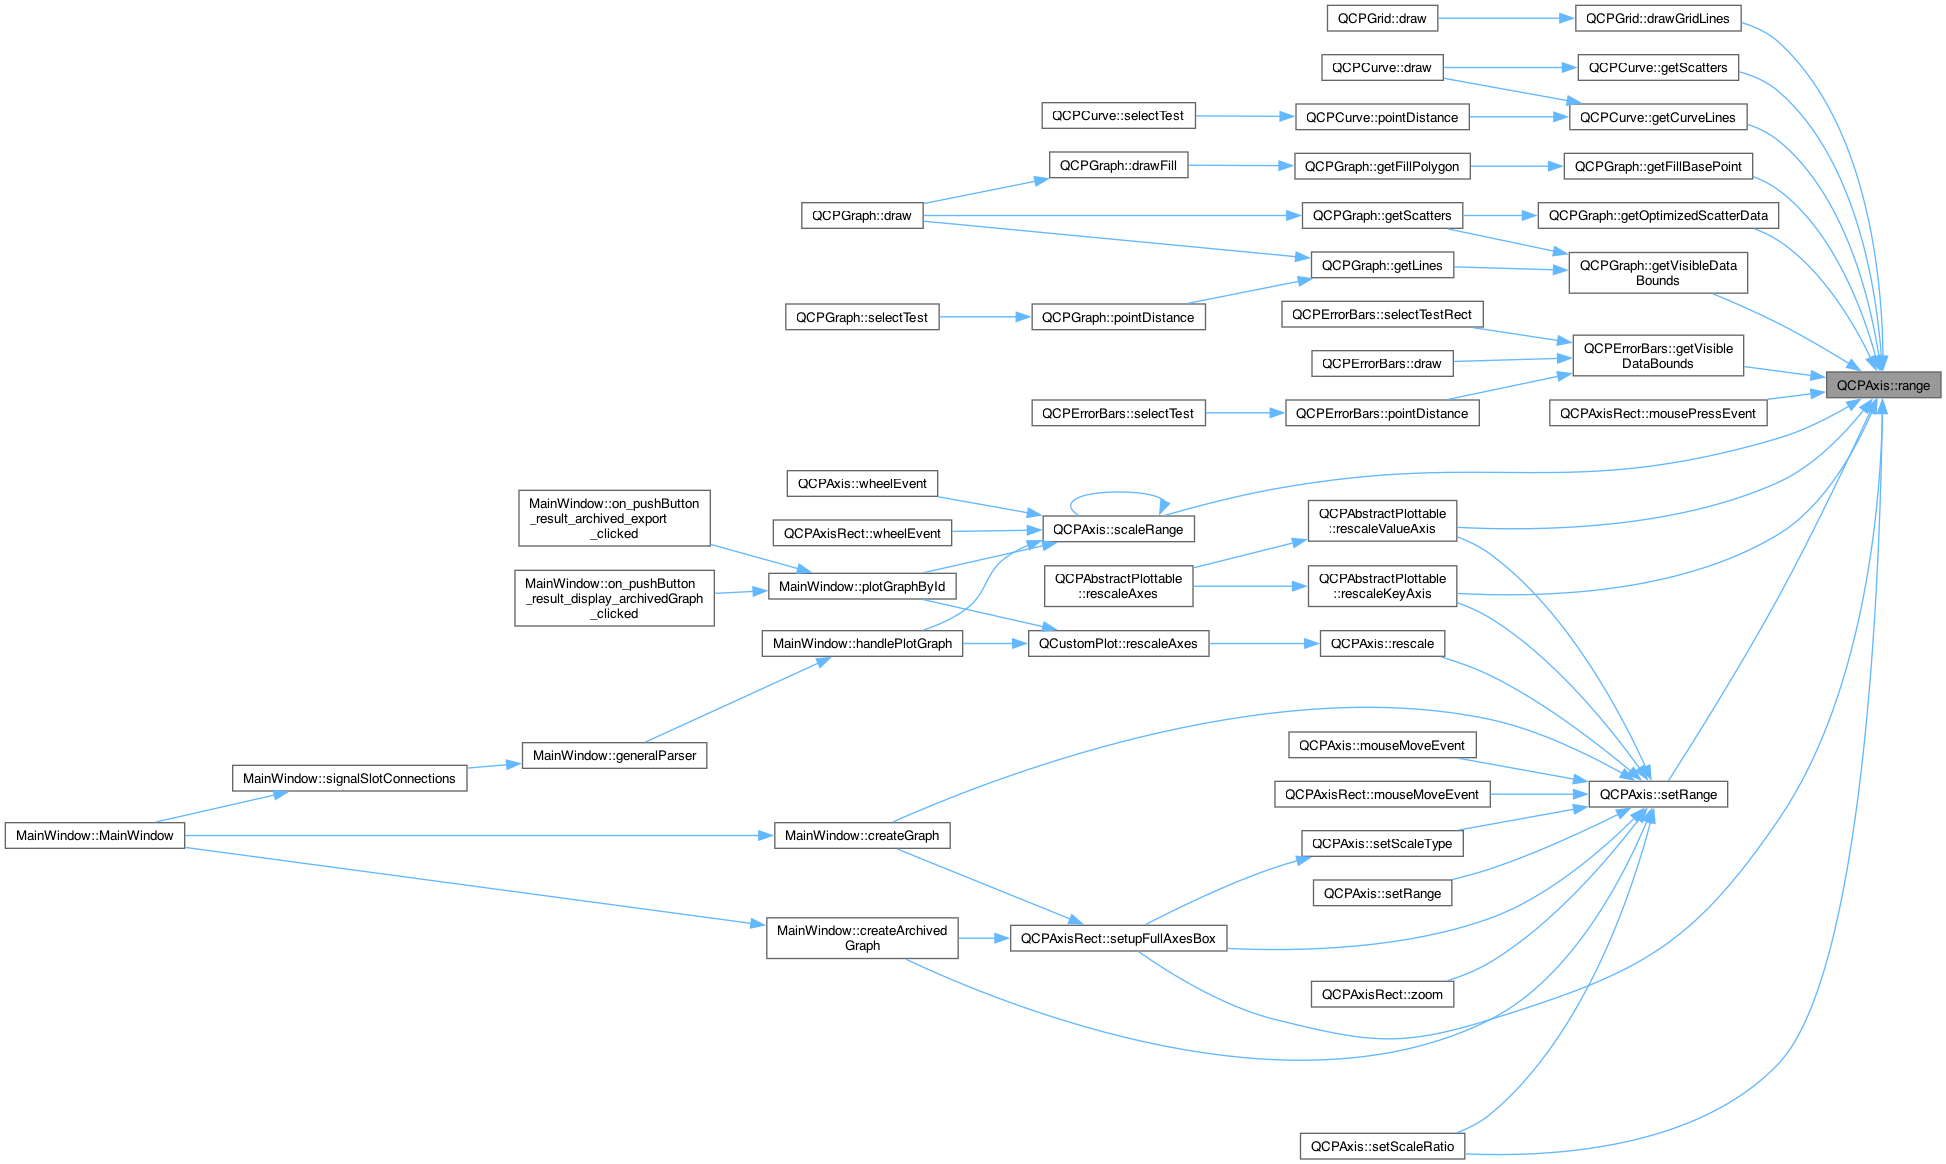 QCPGrid::draw
QCPGrid::drawGridLines
QCPCurve::draw
QCPCurve::getScatters
QCPCurve::selectTest
QCPCurve::pointDistance
QCPCurve::getCurveLines
QCPGraph::drawFill
QCPGraph::getFillPolygon
QCPGraph::getFillBasePoint
QCPGraph::draw
QCPGraph::getScatters
QCPGraph::getOptimizedScatterData
QCPGraph::getLines
QCPGraph::getVisibleData
Bounds
QCPGraph::selectTest
QCPGraph::pointDistance
QCPErrorBars::selectTestRect
QCPErrorBars::draw
QCPErrorBars::getVisible
DataBounds
QCPAxis::range
QCPErrorBars::selectTest
QCPErrorBars::pointDistance
QCPAxisRect::mousePressEvent
QCPAxis::wheelEvent
MainWindow::on_pushButton
_result_archived_export
_clicked
QCPAxisRect::wheelEvent
QCPAxis::scaleRange
QCPAbstractPlottable
::rescaleValueAxis
MainWindow::on_pushButton
_result_display_archivedGraph
_clicked
MainWindow::plotGraphById
QCPAbstractPlottable
::rescaleAxes
QCPAbstractPlottable
::rescaleKeyAxis
MainWindow::handlePlotGraph
QCustomPlot::rescaleAxes
QCPAxis::rescale
MainWindow::generalParser
QCPAxis::mouseMoveEvent
MainWindow::signalSlotConnections
QCPAxisRect::mouseMoveEvent
QCPAxis::setRange
MainWindow::MainWindow
MainWindow::createGraph
QCPAxis::setScaleType
QCPAxis::setRange
MainWindow::createArchived
Graph
QCPAxisRect::setupFullAxesBox
QCPAxisRect::zoom
QCPAxis::setScaleRatio